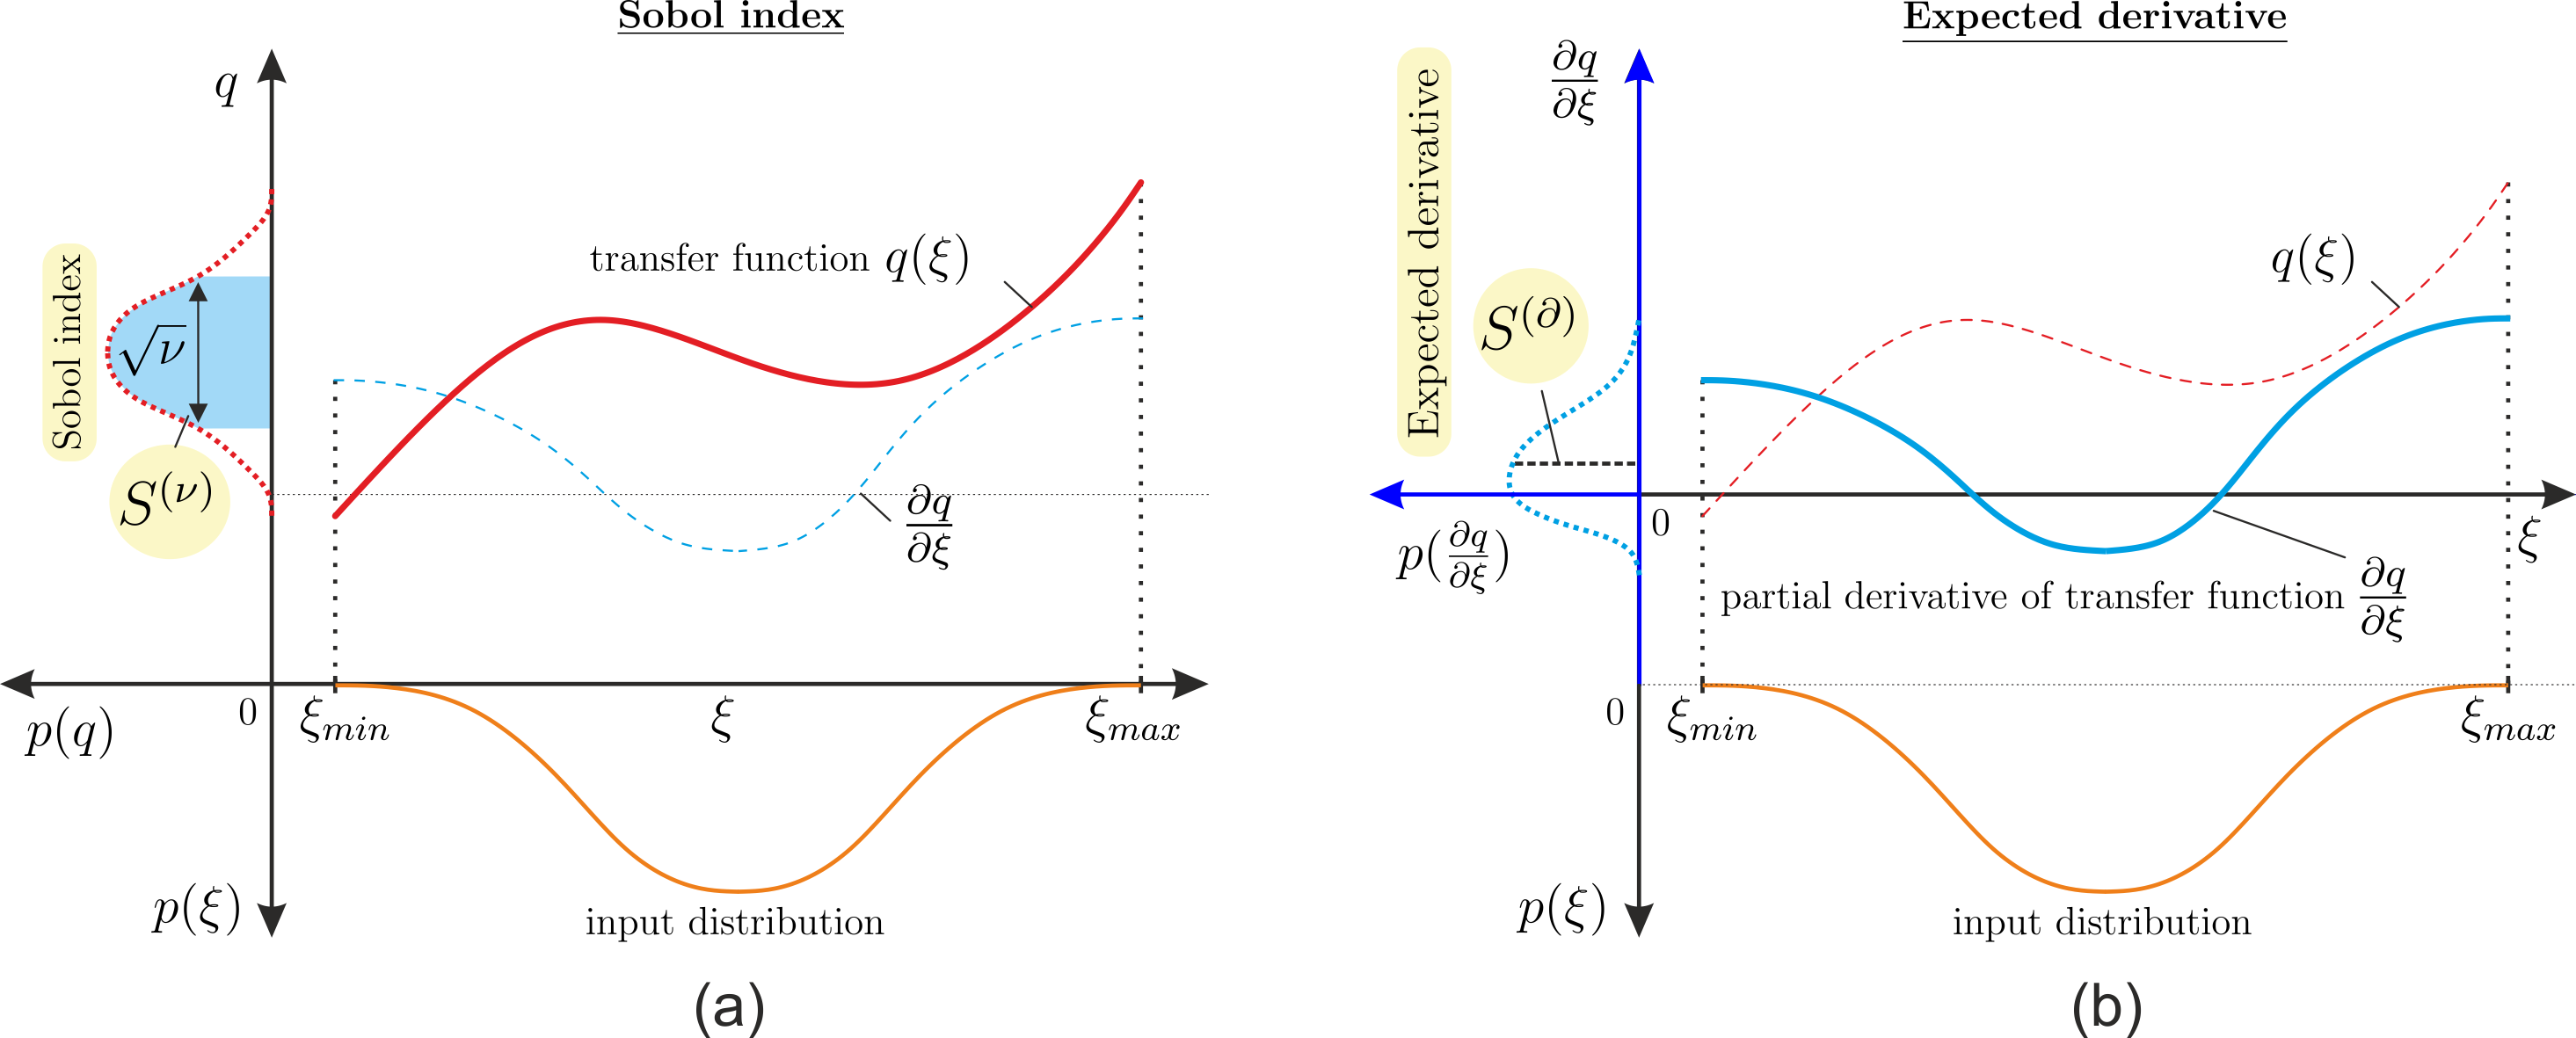 Sobol index
q
Sobol index
√ν
S^(ν)
transfer function q(ξ)
∂q/∂ξ
p(q)
0
ξ_min
ξ
ξ_max
p(ξ)
input distribution
(a)
Expected derivative
∂q/∂ξ
Expected derivative
S^(∂)
q(ξ)
0
ξ
p(∂q/∂ξ)
partial derivative of transfer function ∂q/∂ξ
0
ξ_min
ξ_max
p(ξ)
input distribution
(b)